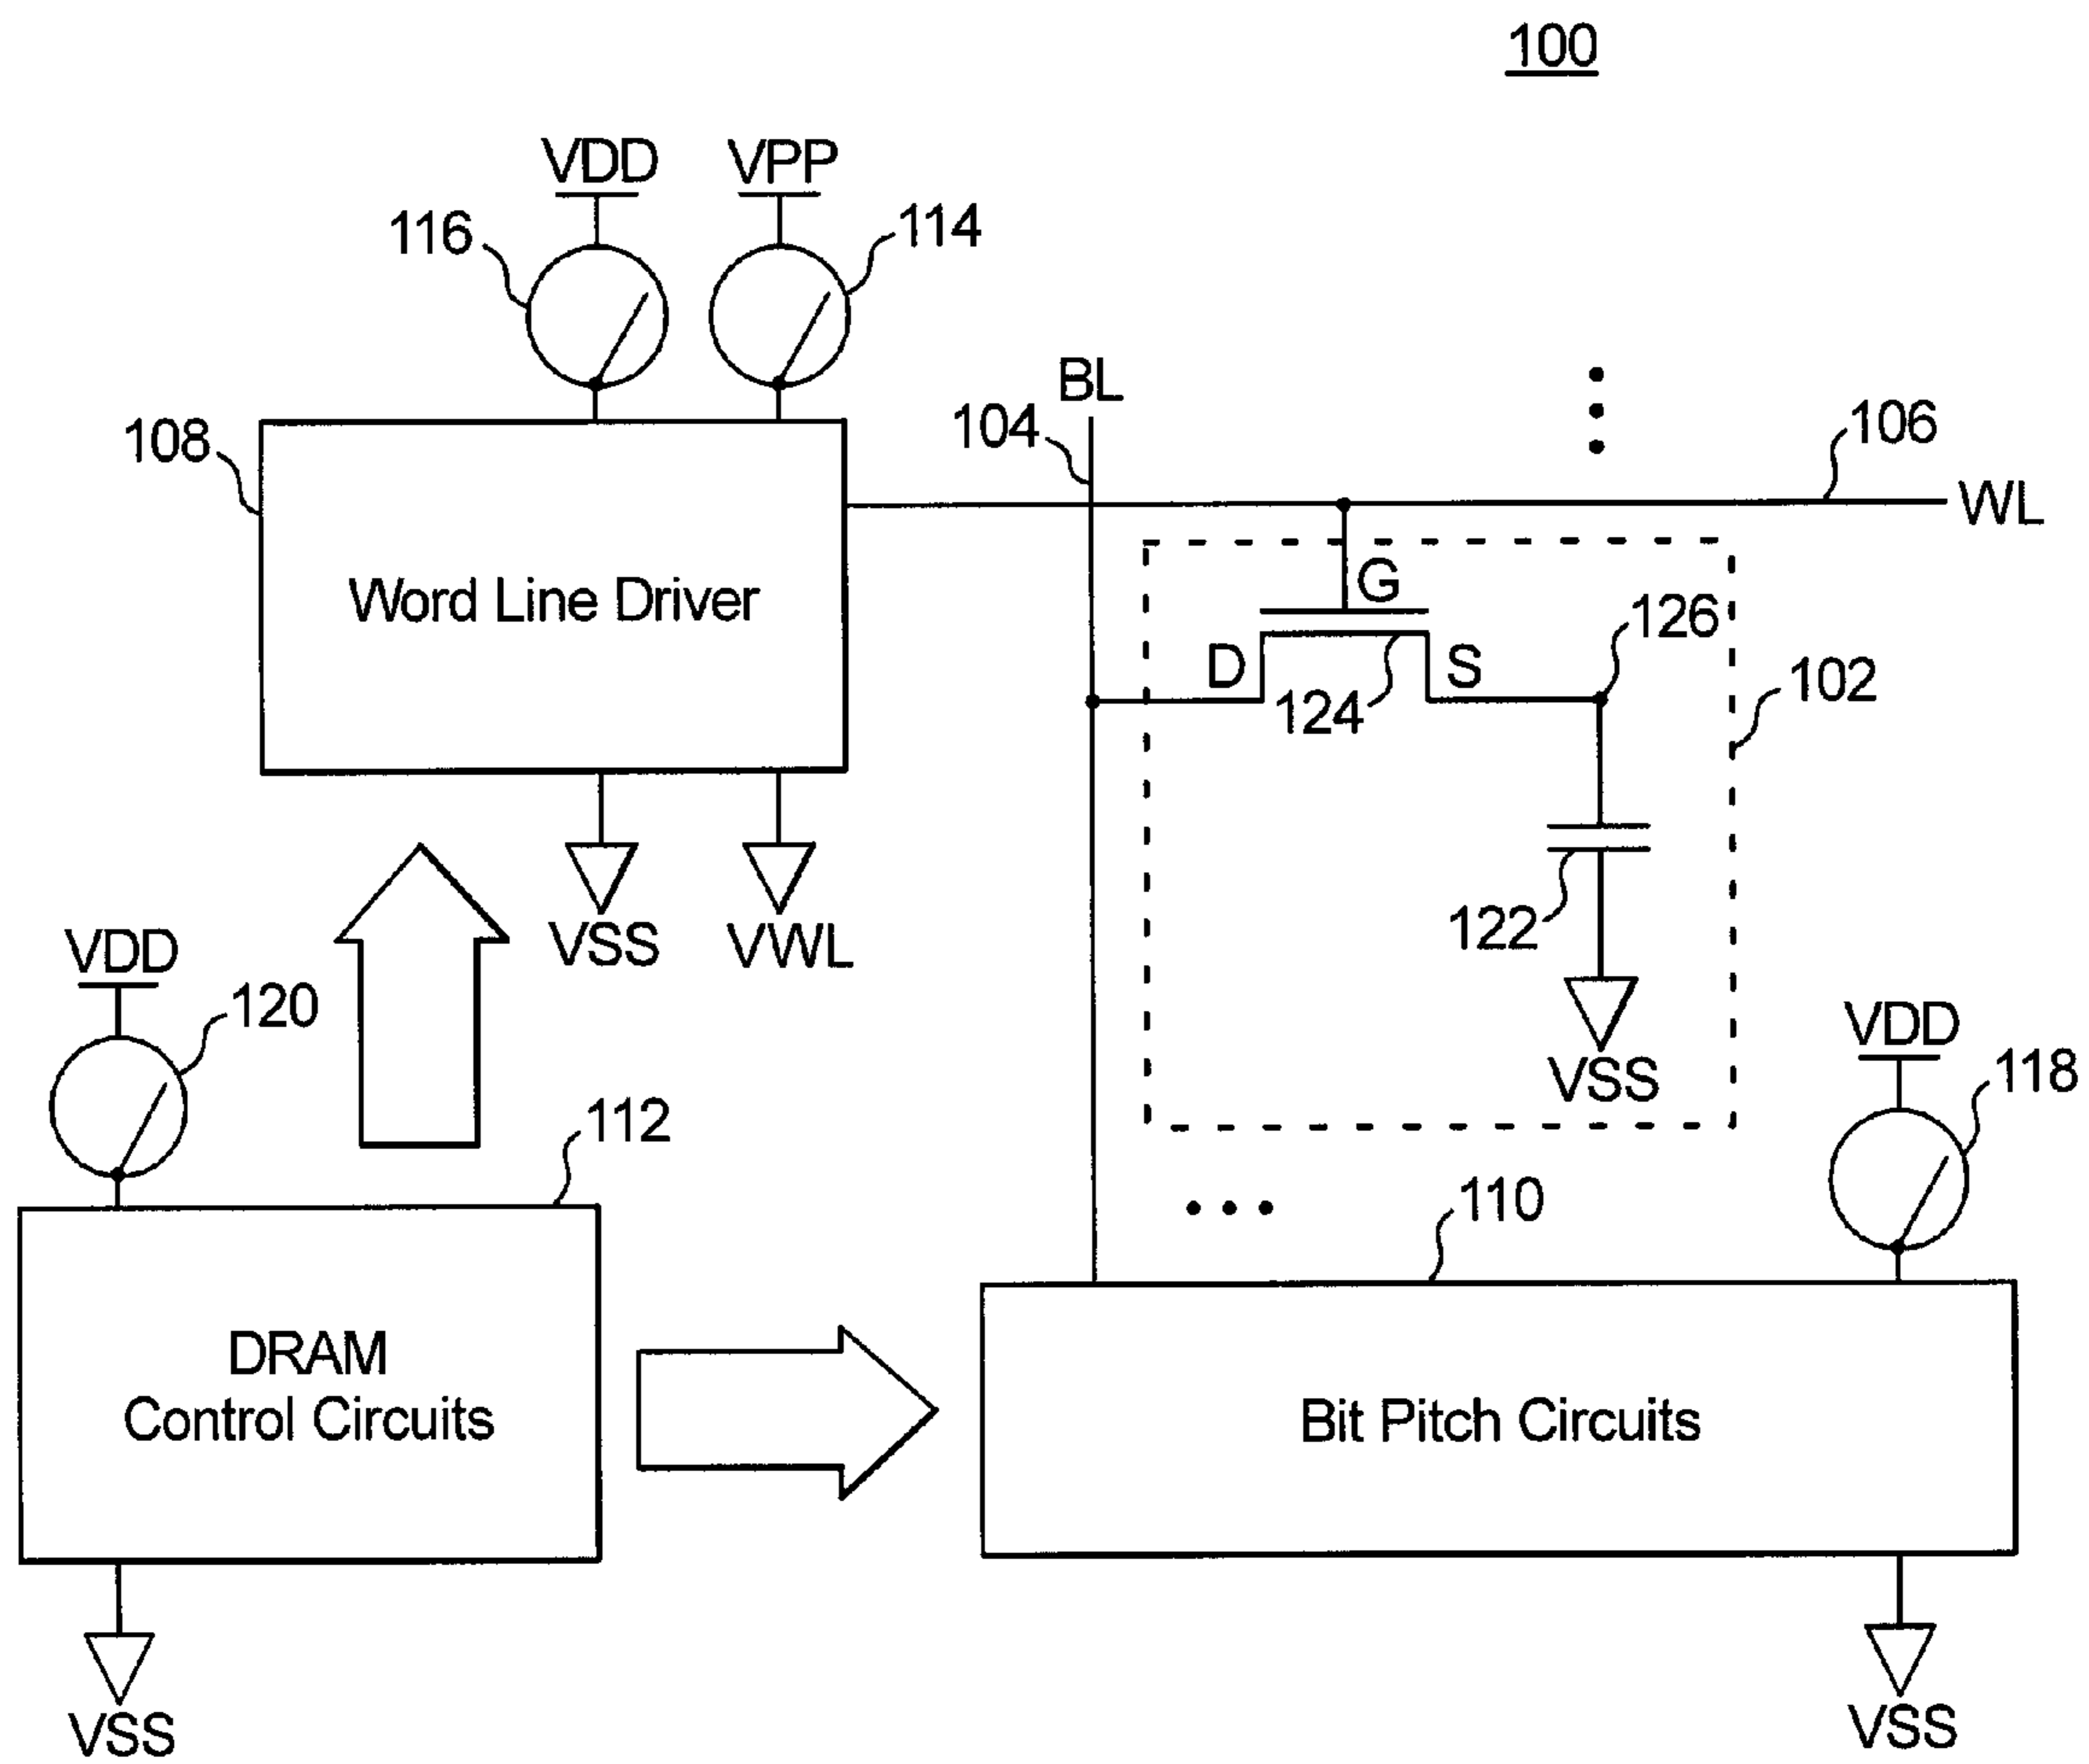 100
VDD
VPP
116
114
BL
104
108
106
WL
Word Line Driver
G
D
S
124
126
102
122
VSS
VWL
VSS
VDD
120
VDD
118
112
110
DRAM
Control Circuits
Bit Pitch Circuits
VSS
VSS